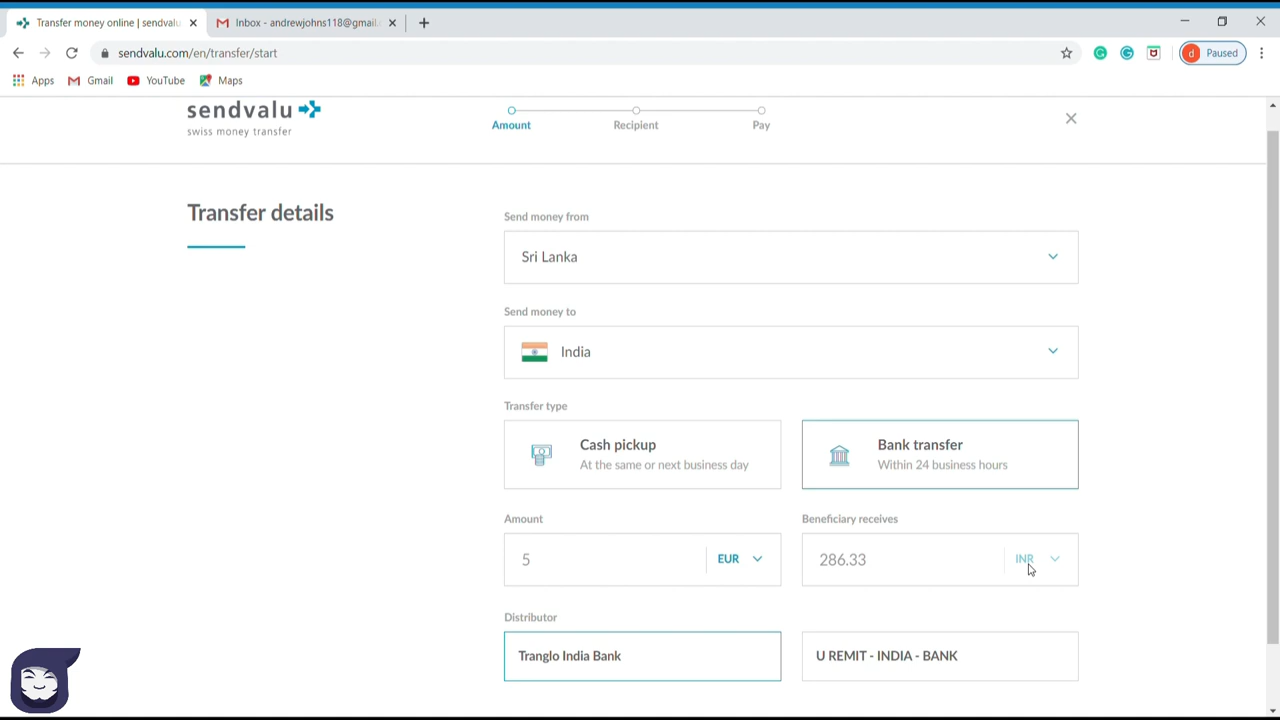 Transfer money online | sendvalu
Inbox - andrewjohns118@gmail.
sendvalu.com/en/transfer/start
d Paused
Apps Gmail YouTube Maps
sendvalu
swiss money transfer
Amount Recipient Pay
Transfer details
Send money from
Sri Lanka
Send money to
India
Transfer type
Cash pickup
At the same or next business day
Bank transfer
Within 24 business hours
Amount
5 EUR
Beneficiary receives
286.33 INR
Distributor
Tranglo India Bank
U REMIT - INDIA - BANK